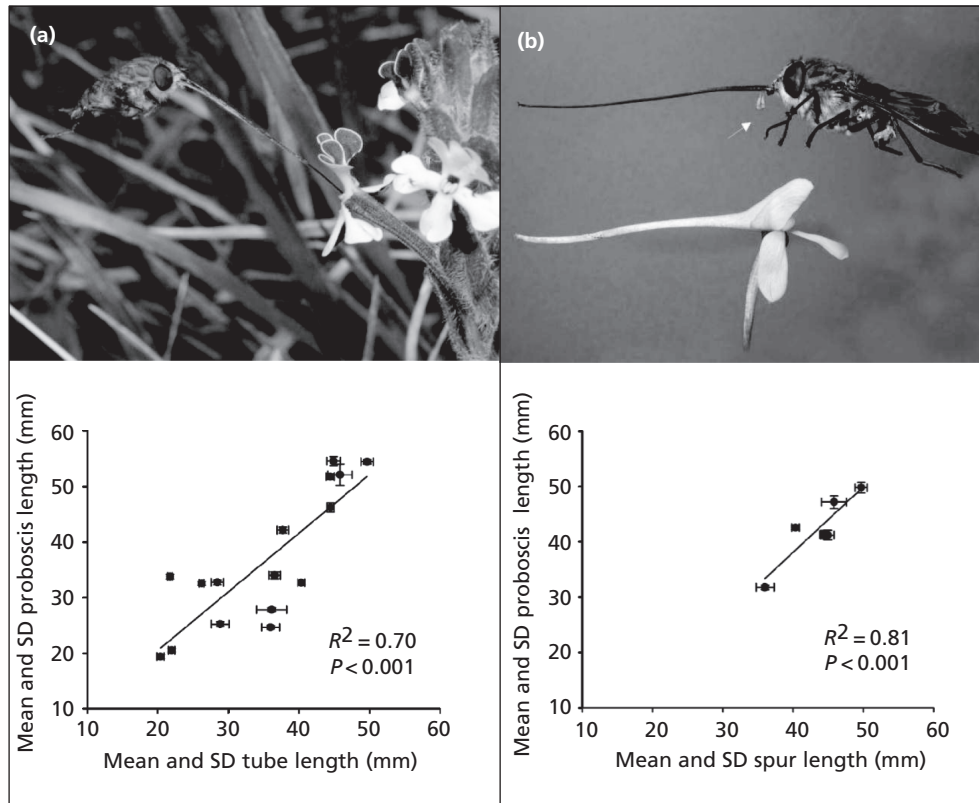 (a)
(b)
Mean and SD proboscis length (mm)
60
50
40
30
20
10
R² = 0.70
P < 0.001
10 20 30 40 50 60
Mean and SD tube length (mm)
Mean and SD proboscis length (mm)
60
50
40
30
20
10
R² = 0.81
P < 0.001
10 20 30 40 50 60
Mean and SD spur length (mm)